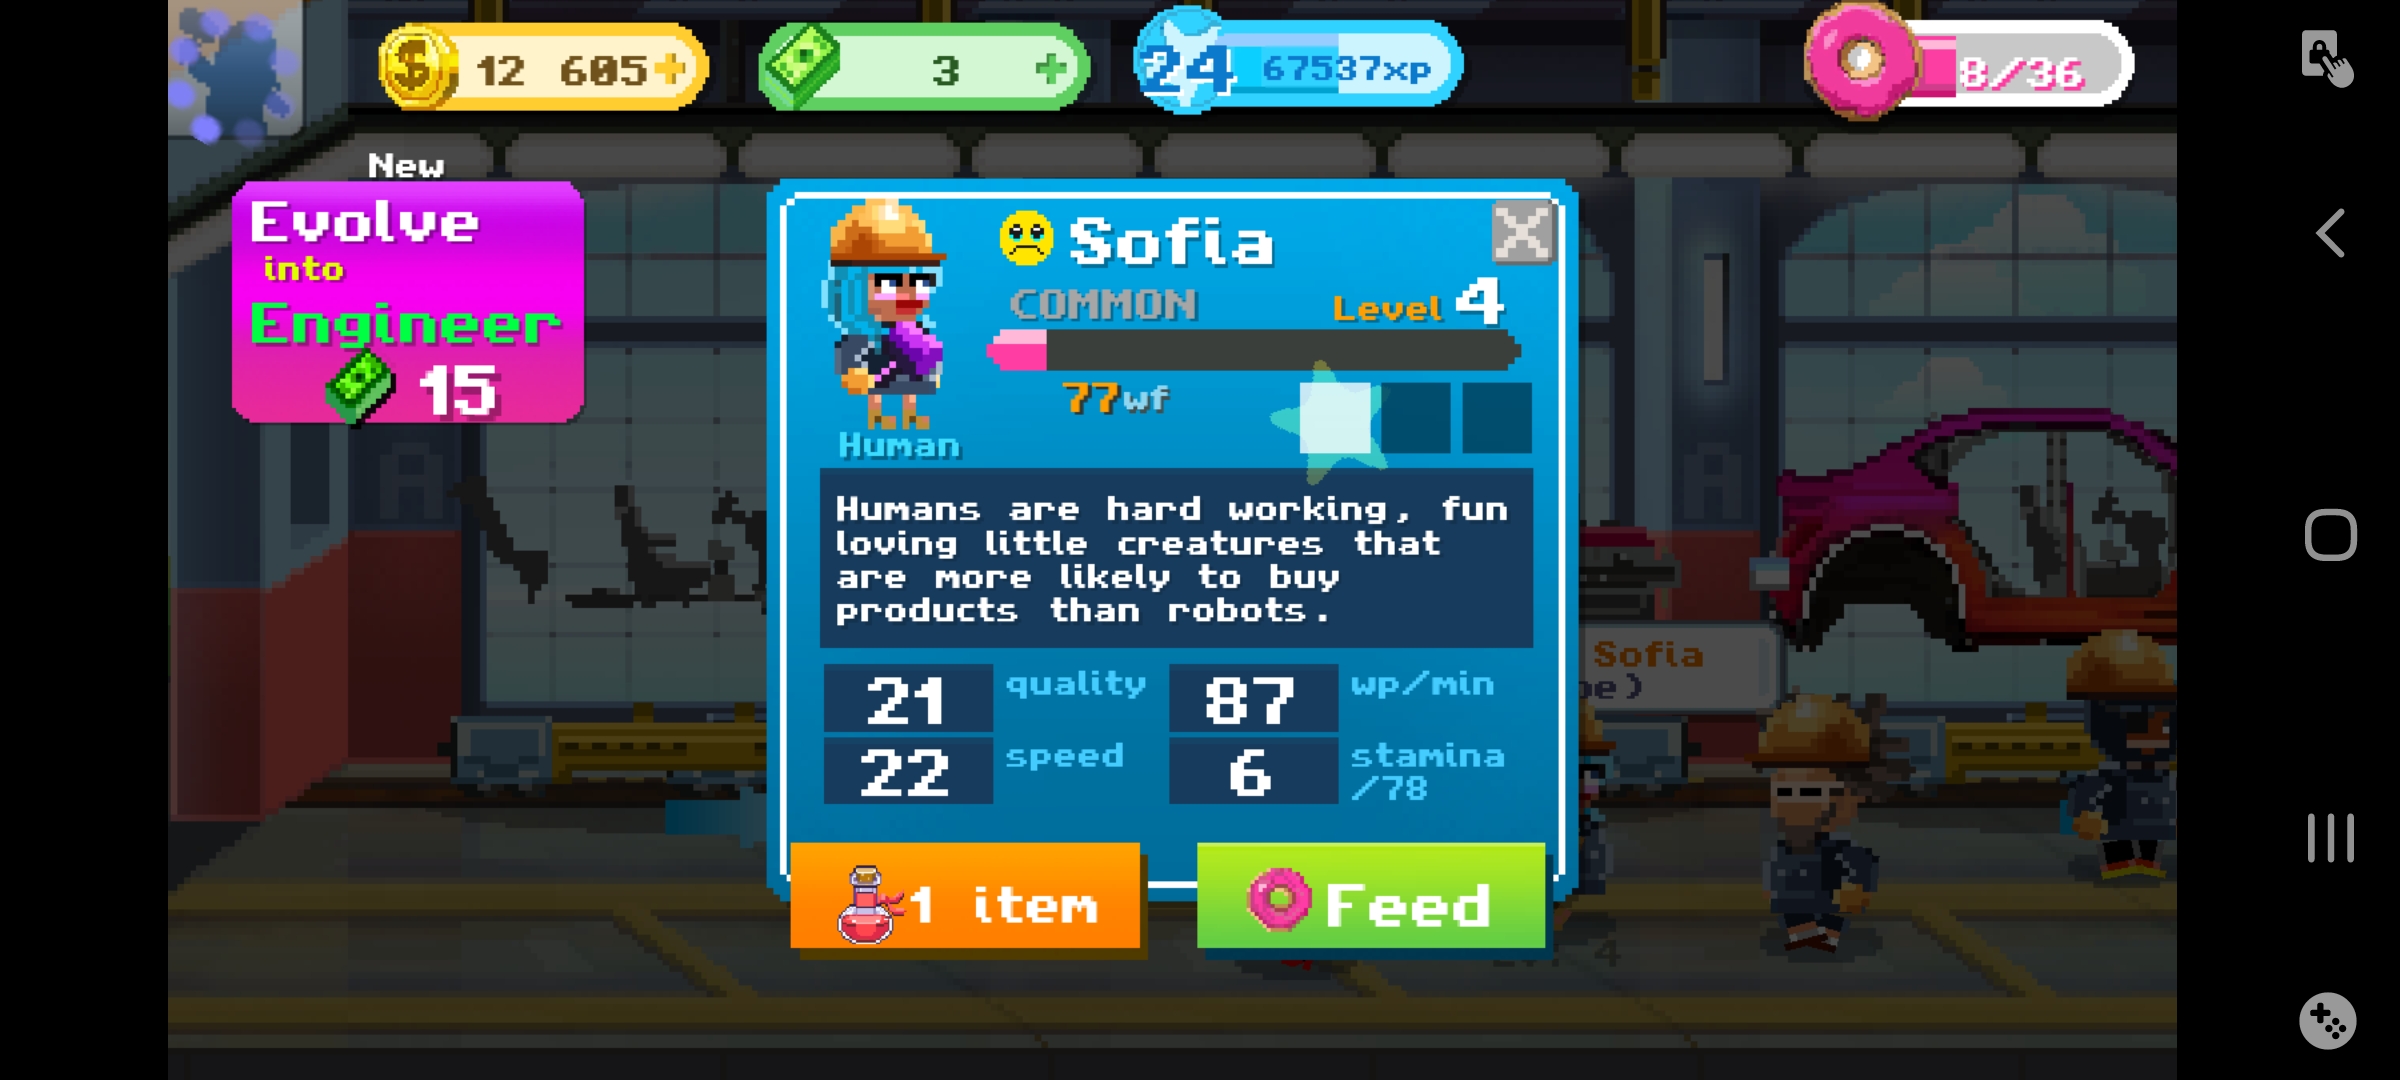 12 605
3
24 67537xp
8/36
New
Evolve
into
Engineer
15
Sofia
COMMON
Level 4
77wf
Human
Humans are hard working, fun
loving little creatures that
are more likely to buy
products than robots.
21 quality
87 wp/min
22 speed
6 stamina
/78
1 item
Feed
Sofia
A
A
4